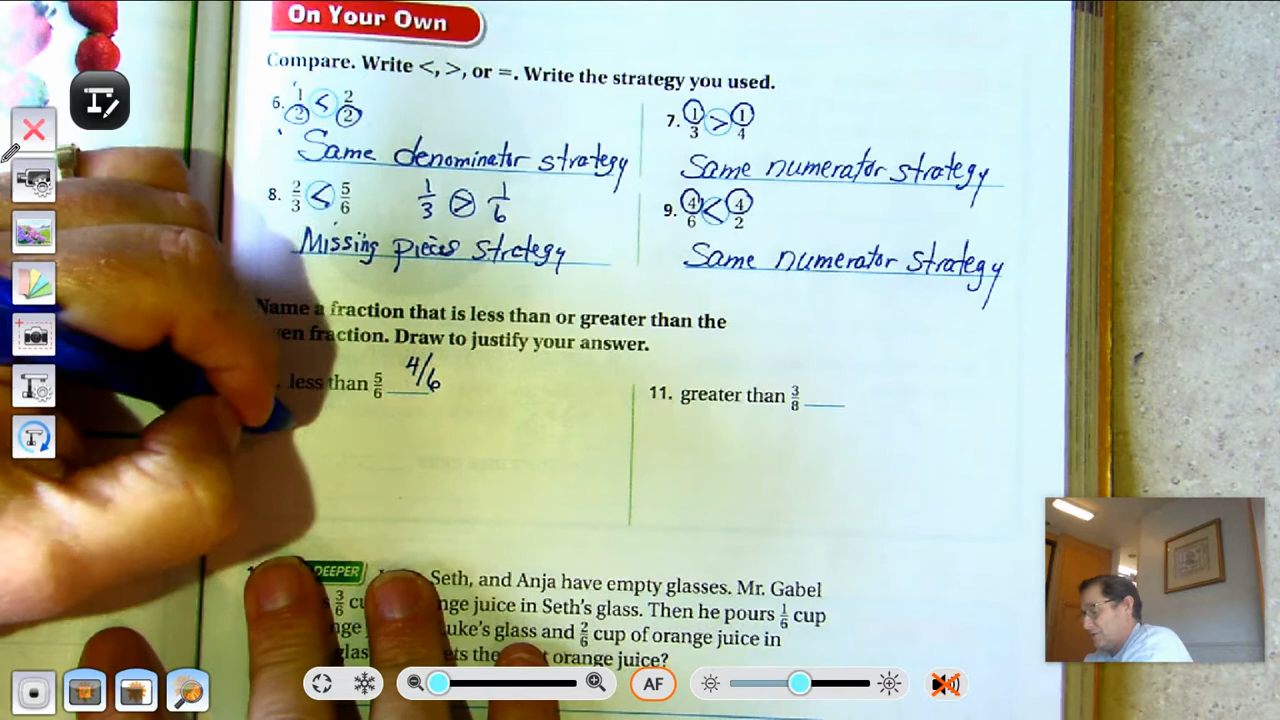 On Your Own
Compare. Write <, >, or =. Write the strategy you used.
6. 1/2 < 2/2
Same denominator strategy
7. 1/3 > 1/4
Same numerator strategy
8. 2/3 < 5/6 1/3 > 1/6
Missing pieces strctegy
9. 4/6 < 4/2
Same numerator strategy
Name a fraction that is less than or greater than the
fraction. Draw to justify your answer.
less than 5/6 4/6
11. greater than 3/8
DEEPER
Seth, and Anja have empty glasses. Mr. Gabel
3/6 juice in Seth's glass. Then he pours 1/6 cup
glass and 2/6 cup of orange juice in
orange juice?
AF